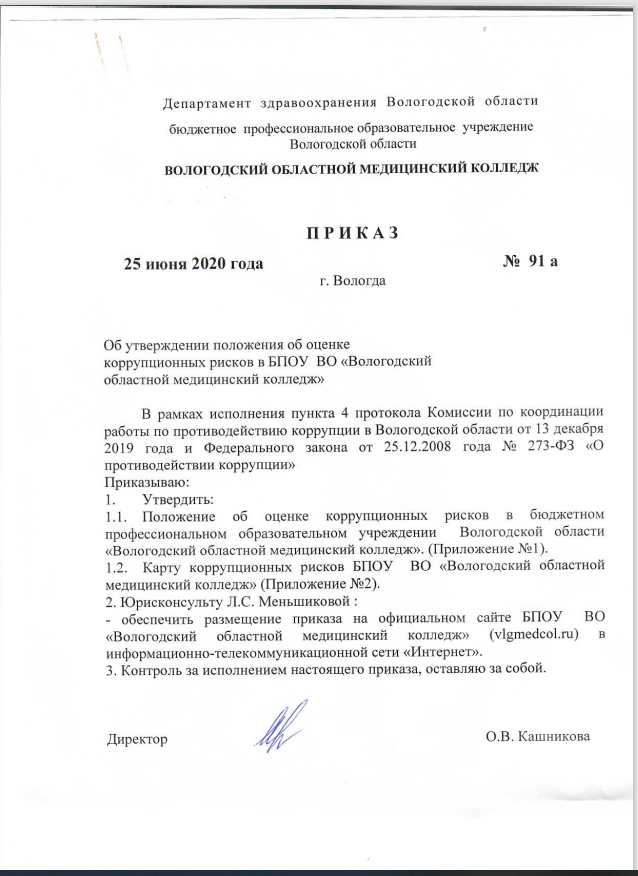 Департамент здравоохранения Вологодской области
бюджетное профессиональное образовательное учреждение
Вологодской области
ВОЛОГОДСКИЙ ОБЛАСТНОЙ МЕДИЦИНСКИЙ КОЛЛЕДЖ
П Р И К А З
25 июня 2020 года № 91 а
г. Вологда
Об утверждении положения об оценке
коррупционных рисков в БПОУ ВО «Вологодский
областной медицинский колледж»
В рамках исполнения пункта 4 протокола Комиссии по координации
работы по противодействию коррупции в Вологодской области от 13 декабря
2019 года и Федерального закона от 25.12.2008 года № 273-ФЗ «О
противодействии коррупции»
Приказываю:
1. Утвердить:
1.1. Положение об оценке коррупционных рисков в бюджетном
профессиональном образовательном учреждении Вологодской области
«Вологодский областной медицинский колледж». (Приложение №1).
1.2. Карту коррупционных рисков БПОУ ВО «Вологодский областной
медицинский колледж» (Приложение №2).
2. Юрисконсульту Л.С. Меньшиковой :
- обеспечить размещение приказа на официальном сайте БПОУ ВО
«Вологодский областной медицинский колледж» (vlgmedcol.ru) в
информационно-телекоммуникационной сети «Интернет».
3. Контроль за исполнением настоящего приказа, оставляю за собой.
Директор О.В. Кашникова